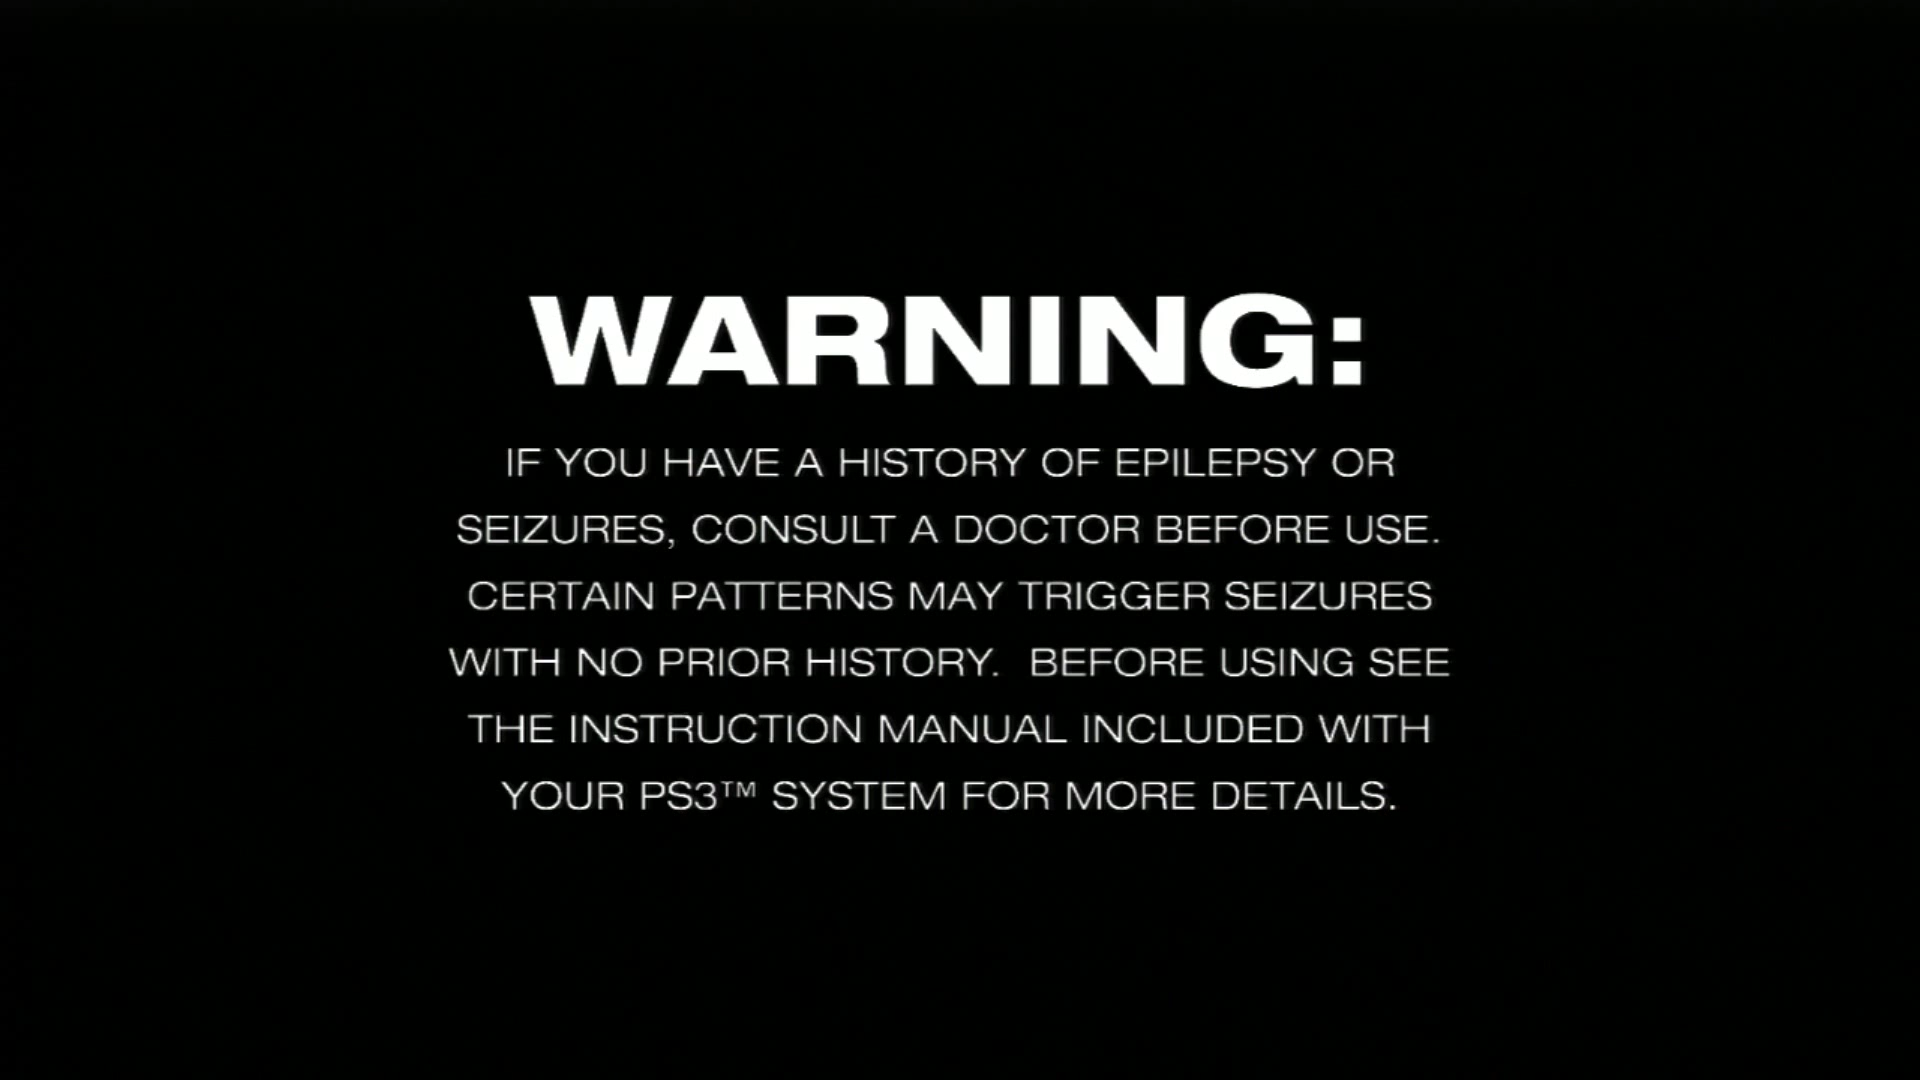 WARNING:
IF YOU HAVE A HISTORY OF EPILEPSY OR
SEIZURES, CONSULT A DOCTOR BEFORE USE.
CERTAIN PATTERNS MAY TRIGGER SEIZURES
WITH NO PRIOR HISTORY.  BEFORE USING SEE
THE INSTRUCTION MANUAL INCLUDED WITH
YOUR PS3™ SYSTEM FOR MORE DETAILS.